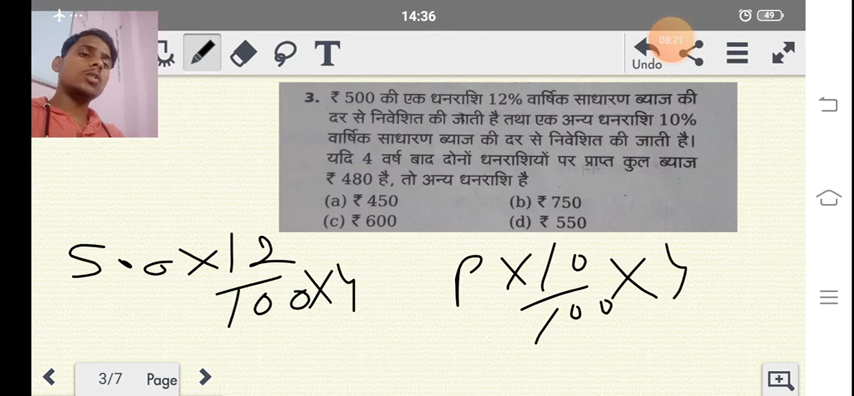 14:36
49
08:21
T
Undo
3. ₹ 500 की एक धनराशि 12% वार्षिक साधारण ब्याज की
दर से निवेशित की जाती है तथा एक अन्य धनराशि 10%
वार्षिक साधारण ब्याज की दर से निवेशित की जाती है।
यदि 4 वर्ष बाद दोनों धनराशियों पर प्राप्त कुल ब्याज
₹ 480 है, तो अन्य धनराशि है
(a) ₹ 450 (b) ₹ 750
(c) ₹ 600 (d) ₹ 550
500 X 12/100 X 4 P X 10/100 X 4
3/7 Page